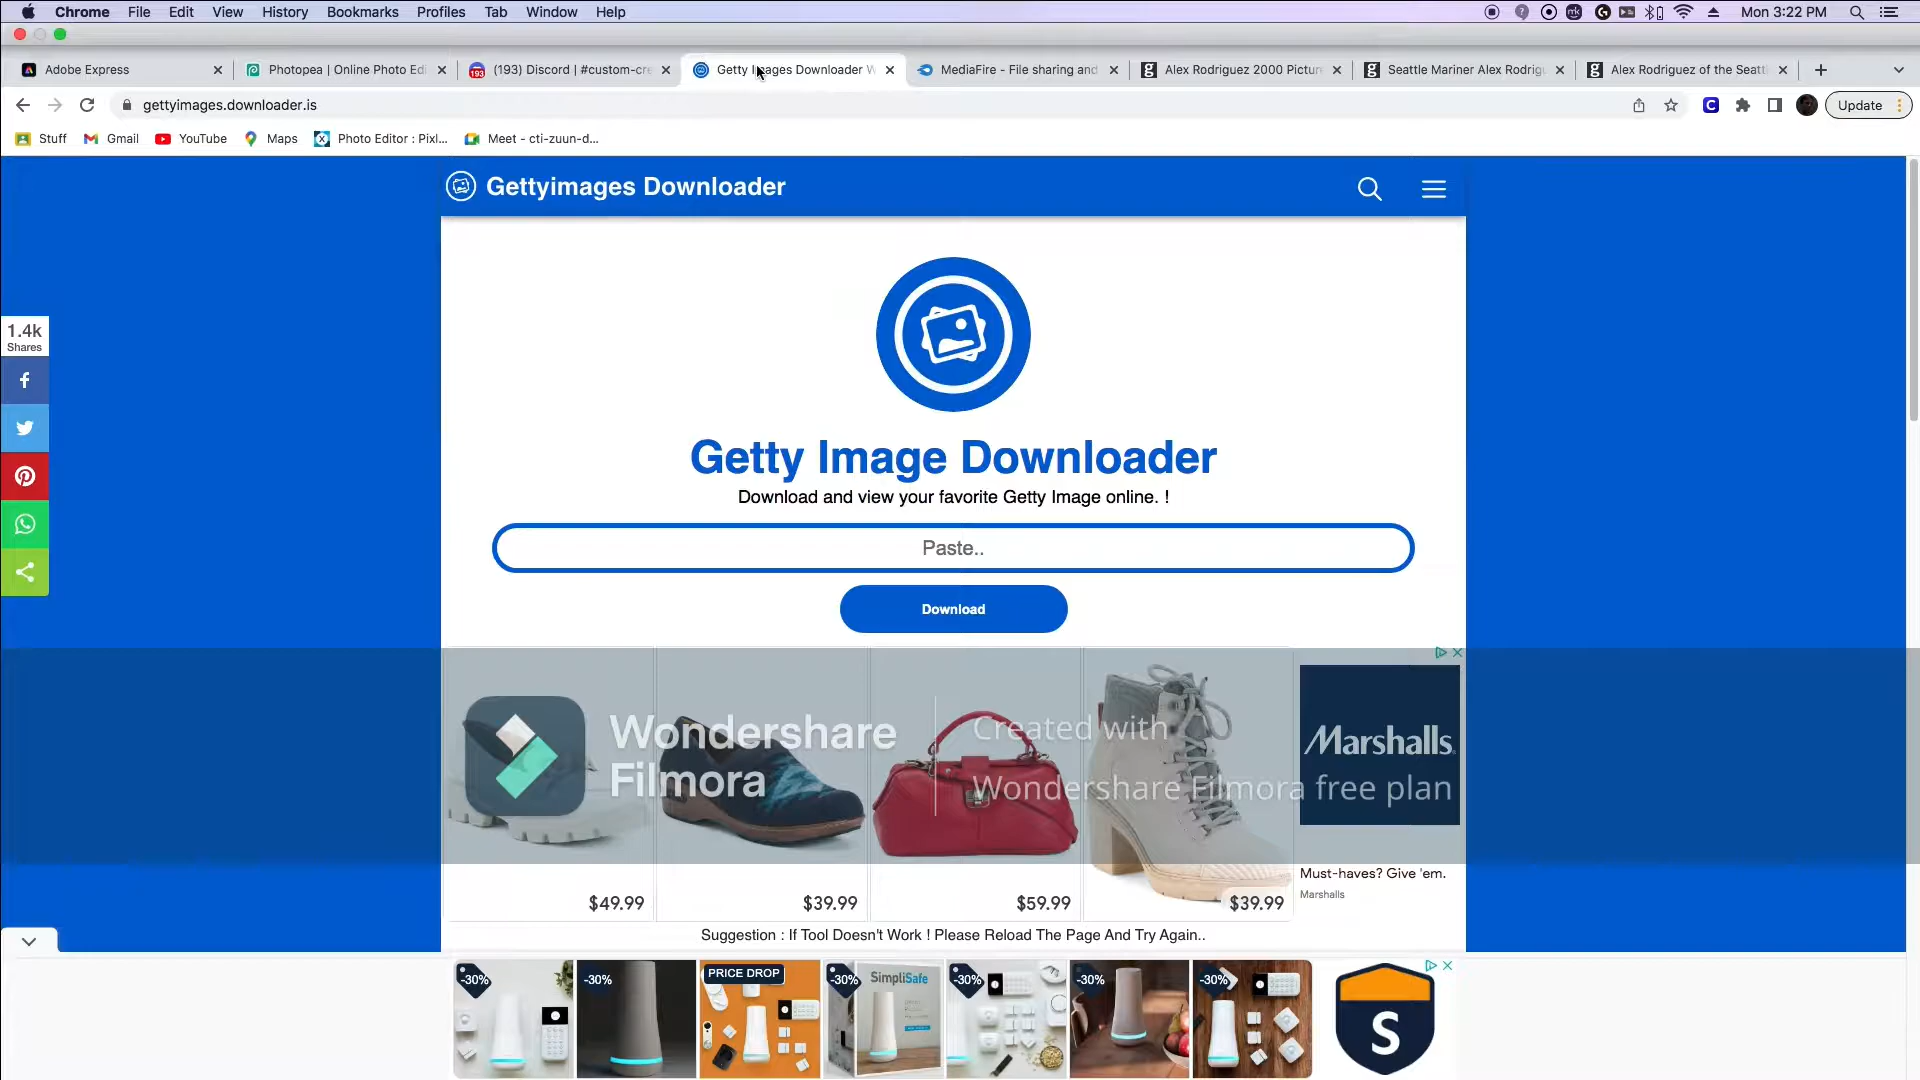 Chrome File Edit View History Bookmarks Profiles Tab Window Help Mon 3:22 PM
Adobe Express Photopea | Online Photo Edi (193) Discord | #custom-cre Getty Images Downloader W MediaFire - File sharing and Alex Rodriguez 2000 Pictur Seattle Mariner Alex Rodrig Alex Rodriguez of the Seatt
gettyimages.downloader.is Update
Stuff Gmail YouTube Maps Photo Editor : Pixl... Meet - cti-zuun-d...
Gettyimages Downloader
1.4k
Shares
Getty Image Downloader
Download and view your favorite Getty Image online. !
Paste..
Download
Wondershare
Filmora
Created with
Wondershare Filmora free plan
Marshalls
Must-haves? Give 'em.
Marshalls
$49.99 $39.99 $59.99 $39.99
Suggestion : If Tool Doesn't Work ! Please Reload The Page And Try Again..
-30% -30% PRICE DROP -30% SimpliSafe -30% -30% -30%
S